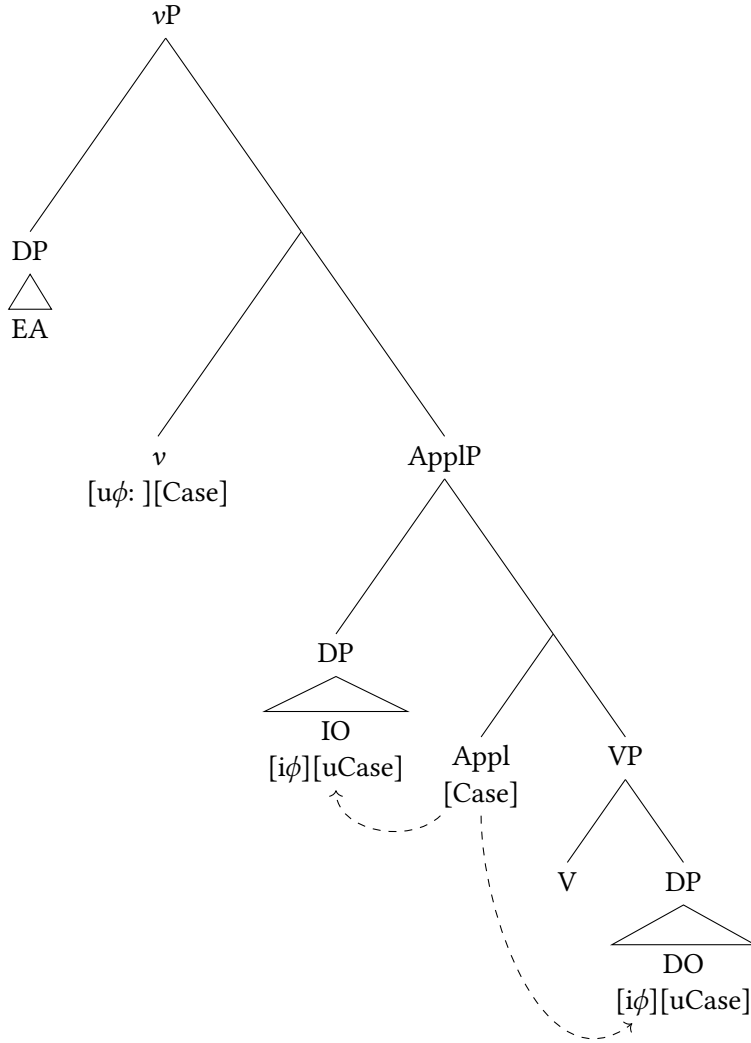 vP
DP
EA
v
[uϕ: ][Case]
ApplP
DP
IO
[iϕ][uCase]
Appl
[Case]
VP
V
DP
DO
[iϕ][uCase]